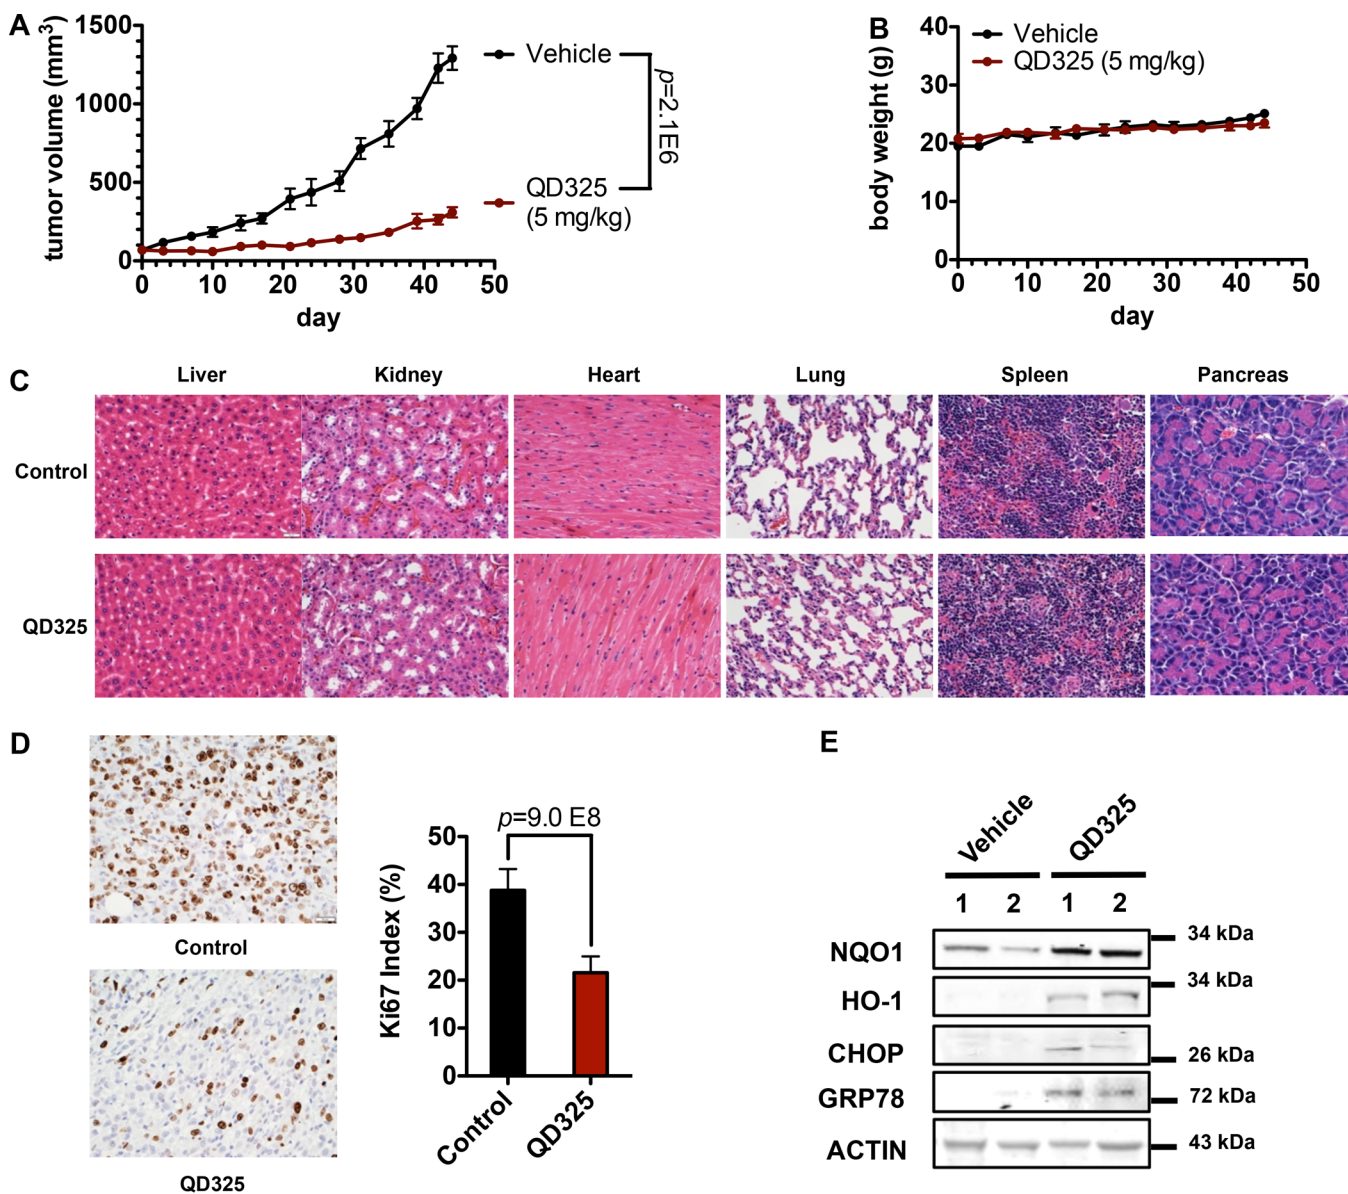 A
tumor volume (mm3)
1500
1000
500
0
0 10 20 30 40 50
day
Vehicle
QD325
(5 mg/kg)
p=2.1E6
B
body weight (g)
40
30
20
10
0
0 10 20 30 40 50
day
Vehicle
QD325 (5 mg/kg)
C
Liver Kidney Heart Lung Spleen Pancreas
Control
QD325
D
Control
QD325
p=9.0 E8
Ki67 Index (%)
50
40
30
20
10
0
Control QD325
E
Vehicle QD325
1 2 1 2
NQO1 34 kDa
HO-1 34 kDa
CHOP 26 kDa
GRP78 72 kDa
ACTIN 43 kDa